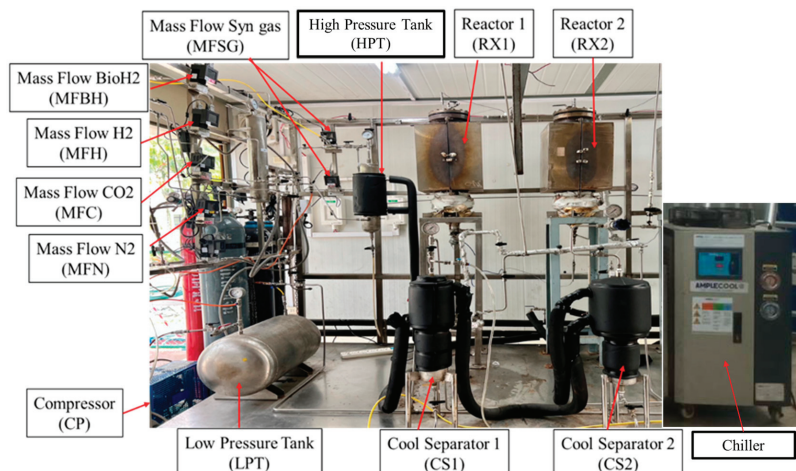 Mass Flow Syn gas
(MFSG)
High Pressure Tank
(HPT)
Reactor 1
(RX1)
Reactor 2
(RX2)
Mass Flow BioH2
(MFBH)
Mass Flow H2
(MFH)
Mass Flow CO2
(MFC)
Mass Flow N2
(MFN)
AMPLECOOL
Compressor
(CP)
Low Pressure Tank
(LPT)
Cool Separator 1
(CS1)
Cool Separator 2
(CS2)
Chiller